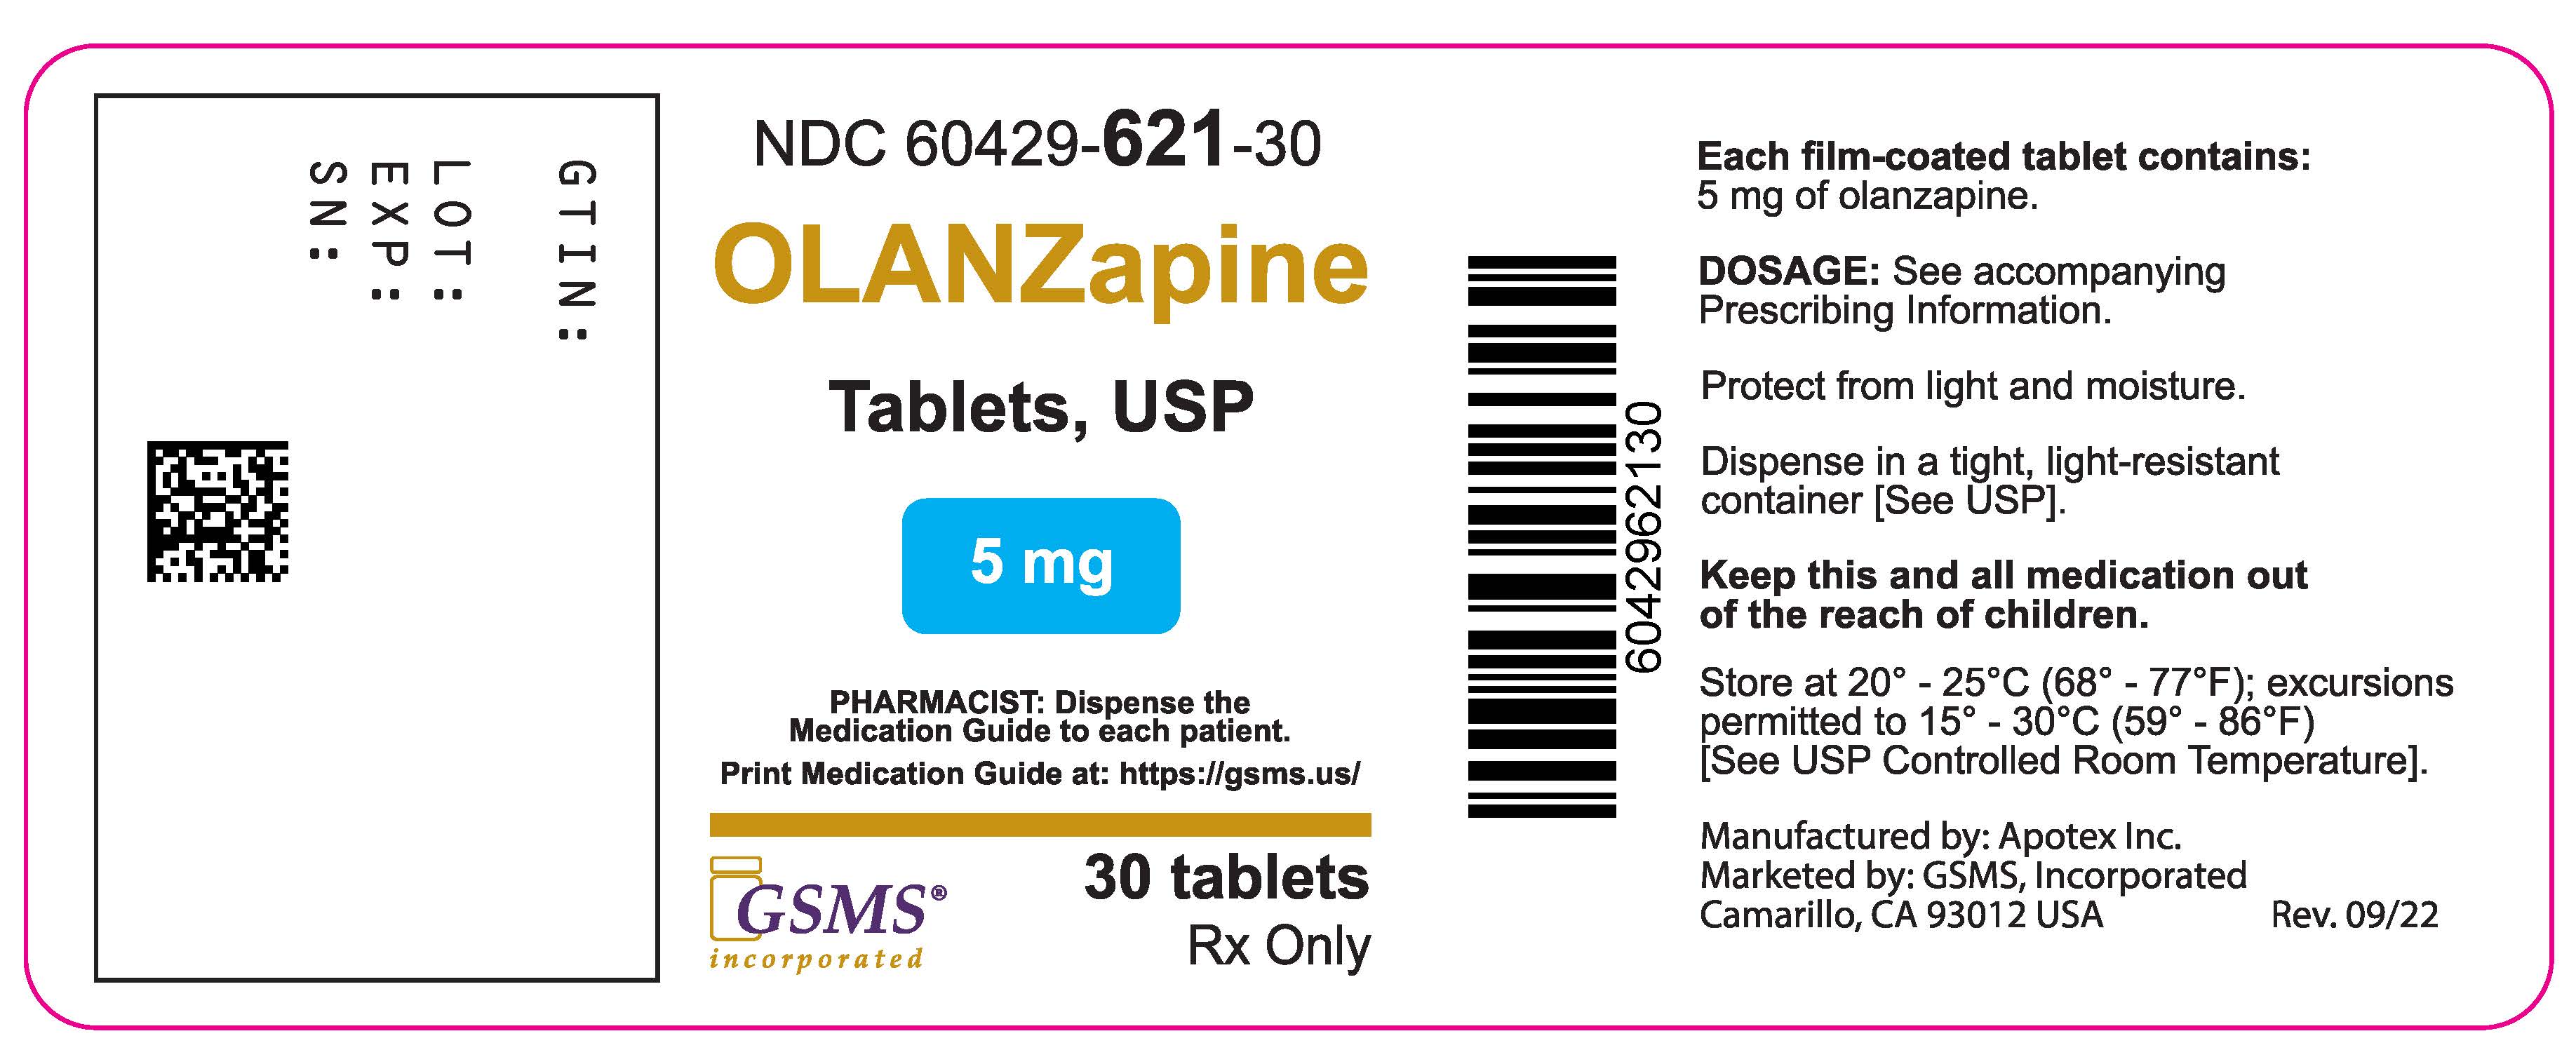 GTIN:
LOT:
EXP:
SN:
NDC 60429-621-30
OLANZapine
Tablets, USP
5 mg
PHARMACIST: Dispense the
Medication Guide to each patient.
Print Medication Guide at: https://gsms.us/
GSMS®
incorporated
30 tablets
Rx Only
6042962130
Each film-coated tablet contains:
5 mg of olanzapine.
DOSAGE: See accompanying
Prescribing Information.
Protect from light and moisture.
Dispense in a tight, light-resistant
container [See USP].
Keep this and all medication out
of the reach of children.
Store at 20° - 25°C (68° - 77°F); excursions
permitted to 15° - 30°C (59° - 86°F)
[See USP Controlled Room Temperature].
Manufactured by: Apotex Inc.
Marketed by: GSMS, Incorporated
Camarillo, CA 93012 USA Rev. 09/22